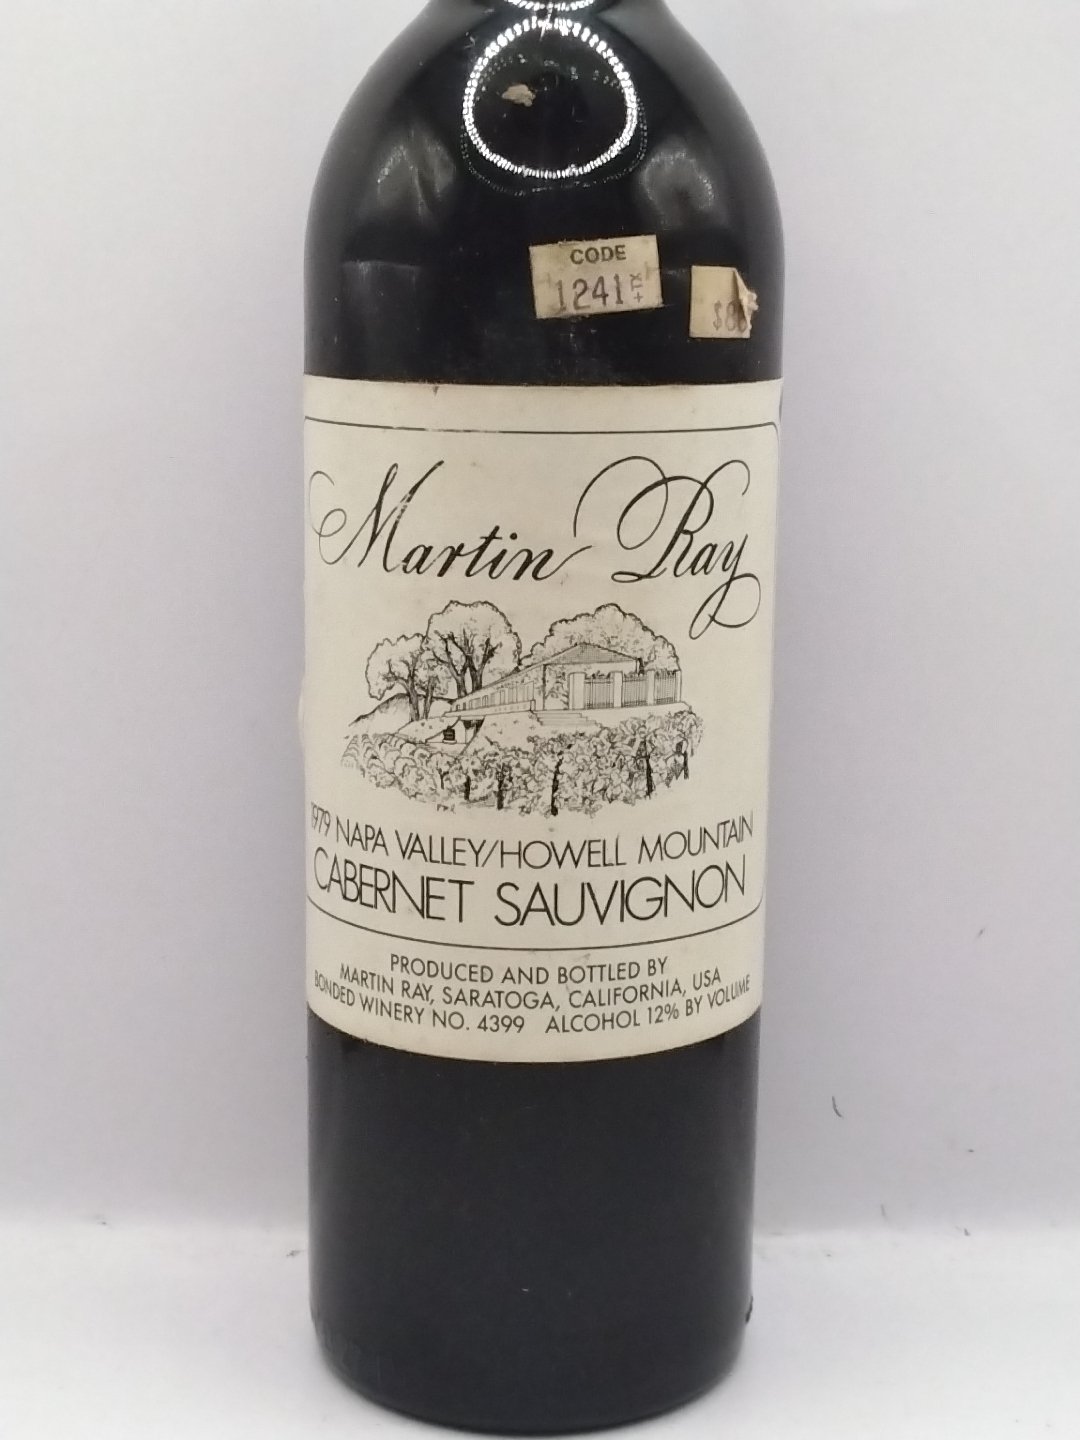 CODE
1241
+TX
Martin Ray
1979 NAPA VALLEY/HOWELL MOUNTAIN
CABERNET SAUVIGNON
PRODUCED AND BOTTLED BY
MARTIN RAY, SARATOGA, CALIFORNIA, USA
BONDED WINERY NO. 4399 ALCOHOL 12% BY VOLUME